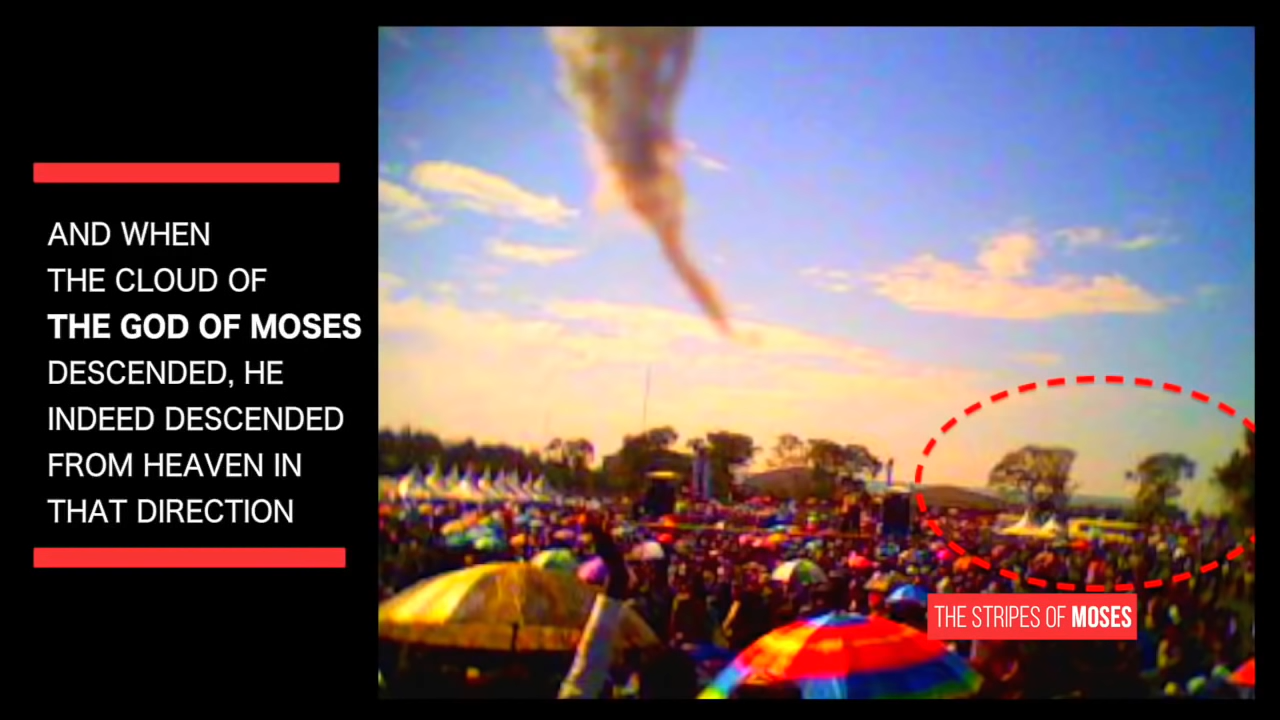 AND WHEN
THE CLOUD OF
THE GOD OF MOSES
DESCENDED, HE
INDEED DESCENDED
FROM HEAVEN IN
THAT DIRECTION
THE STRIPES OF MOSES